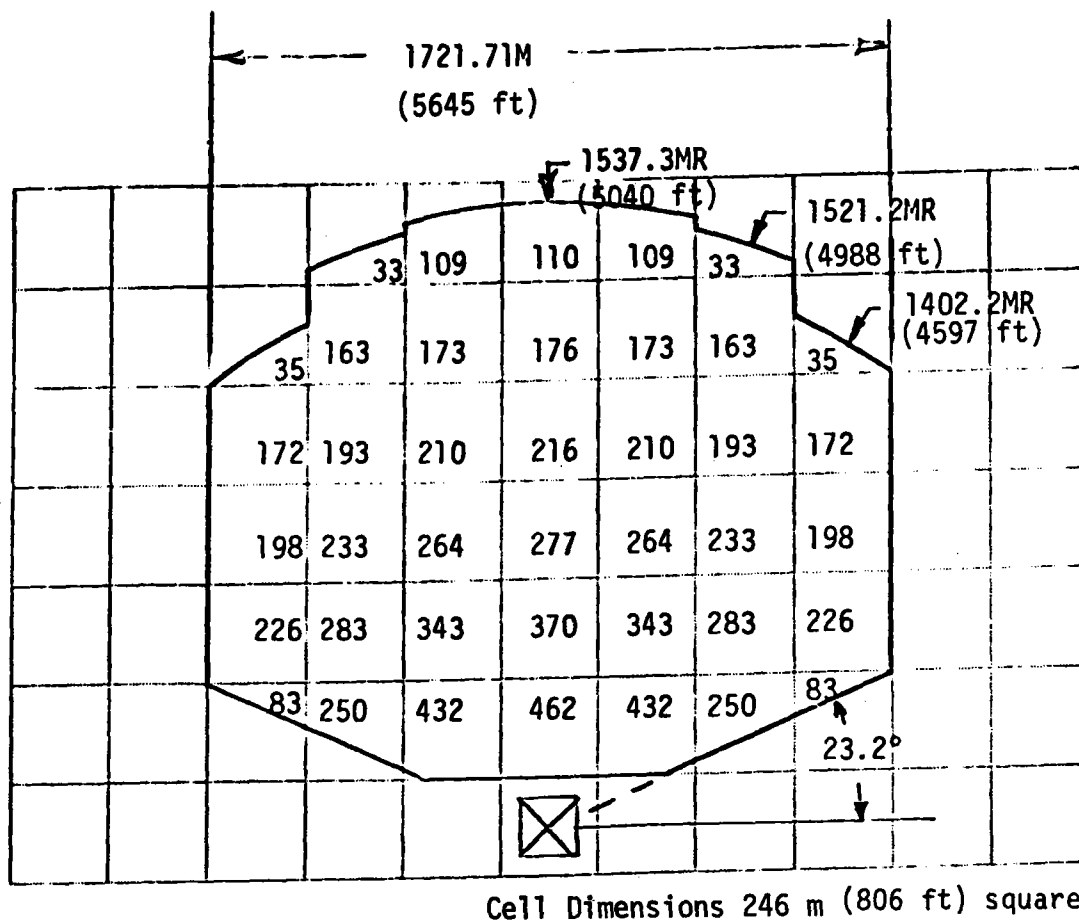 1721.71M
(5645 ft)
1537.3MR
(5040 ft)
1521.2MR
(4988 ft)
1402.2MR
(4597 ft)
33 109 110 109 33
35 163 173 176 173 163 35
172 193 210 216 210 193 172
198 233 264 277 264 233 198
226 283 343 370 343 283 226
83 250 432 462 432 250 83
23.2°
Cell Dimensions 246 m (806 ft) square